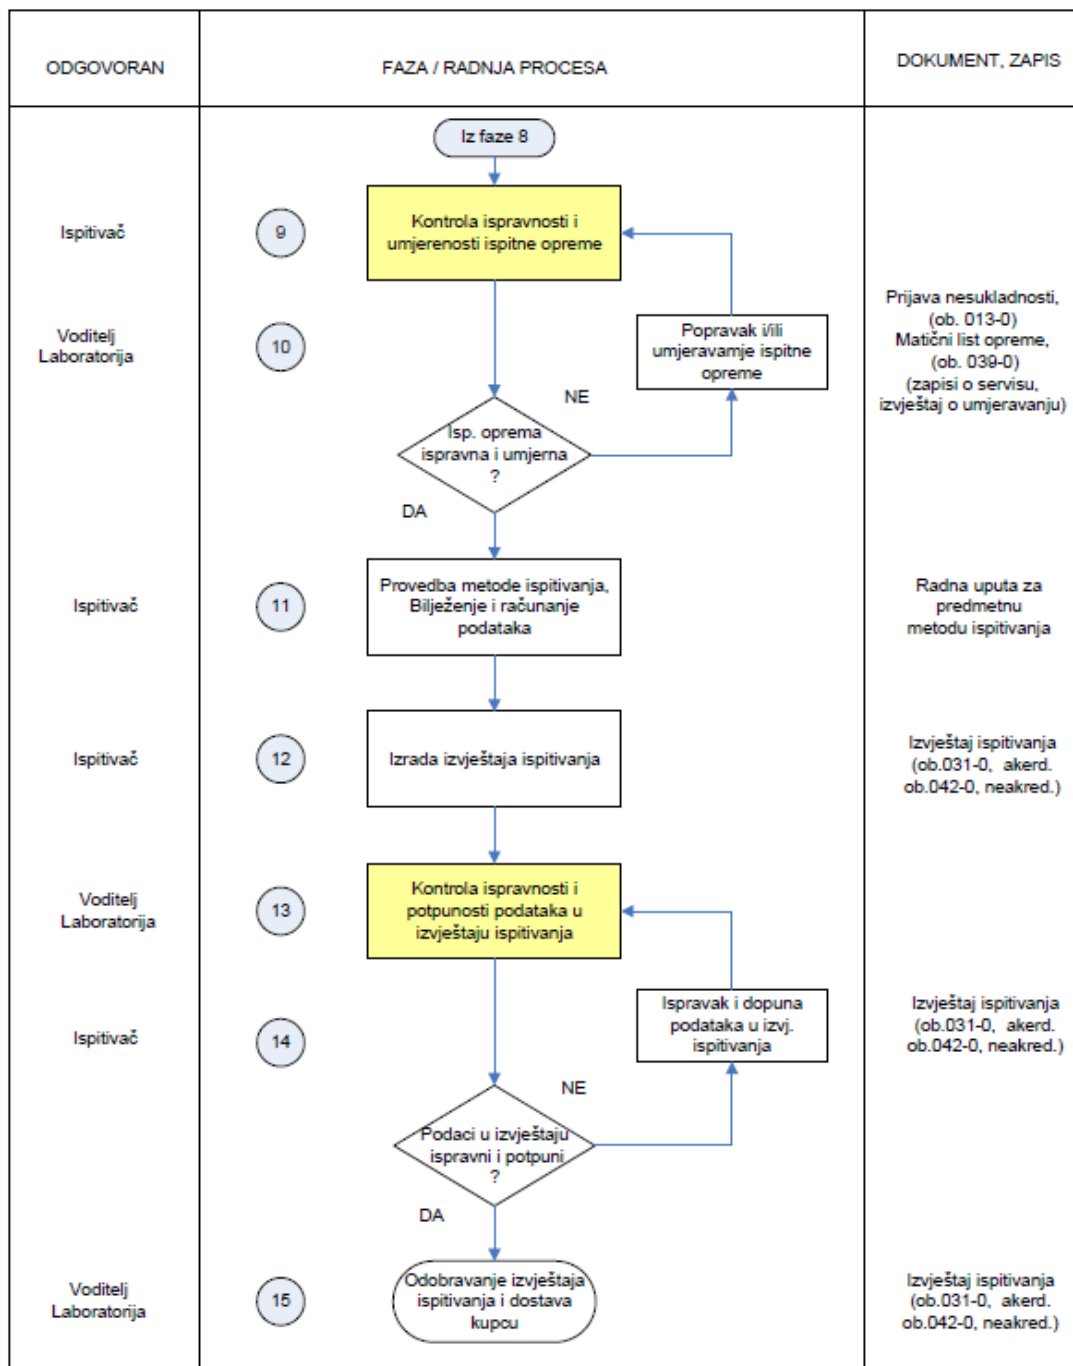 ODGOVORAN
FAZA / RADNJA PROCESA
DOKUMENT, ZAPIS
Iz faze 8
Ispitivač
9
Kontrola ispravnosti i
umjerenosti ispitne opreme
Voditelj
Laboratorija
10
Popravak i/ili
umjeravamje ispitne
opreme
Prijava nesukladnosti,
(ob. 013-0)
Matični list opreme,
(ob. 039-0)
(zapisi o servisu,
izvještaj o umjeravanju)
NE
Isp. oprema
ispravna i umjerna
?
DA
Ispitivač
11
Provedba metode ispitivanja,
Bilježenje i računanje
podataka
Radna uputa za
predmetnu
metodu ispitivanja
Ispitivač
12
Izrada izvještaja ispitivanja
Izvještaj ispitivanja
(ob.031-0, akerd.
ob.042-0, neakred.)
Voditelj
Laboratorija
13
Kontrola ispravnosti i
potpunosti podataka u
izvještaju ispitivanja
Ispitivač
14
Ispravak i dopuna
podataka u izvj.
ispitivanja
Izvještaj ispitivanja
(ob.031-0, akerd.
ob.042-0, neakred.)
NE
Podaci u izvještaju
ispravni i potpuni
?
DA
Voditelj
Laboratorija
15
Odobravanje izvještaja
ispitivanja i dostava
kupcu
Izvještaj ispitivanja
(ob.031-0, akerd.
ob.042-0, neakred.)